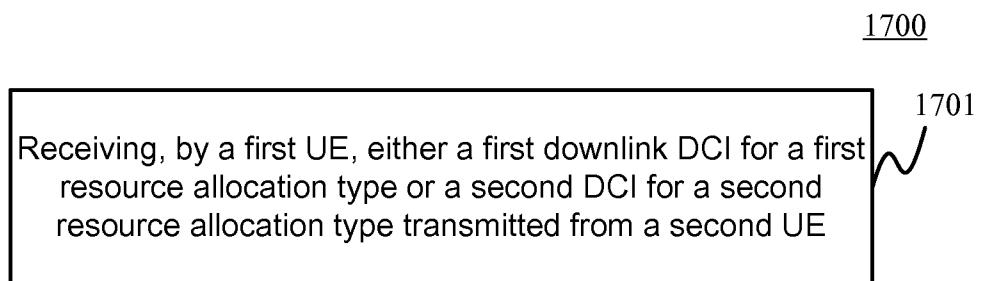 1700
1701
Receiving, by a first UE, either a first downlink DCI for a first
resource allocation type or a second DCI for a second
resource allocation type transmitted from a second UE